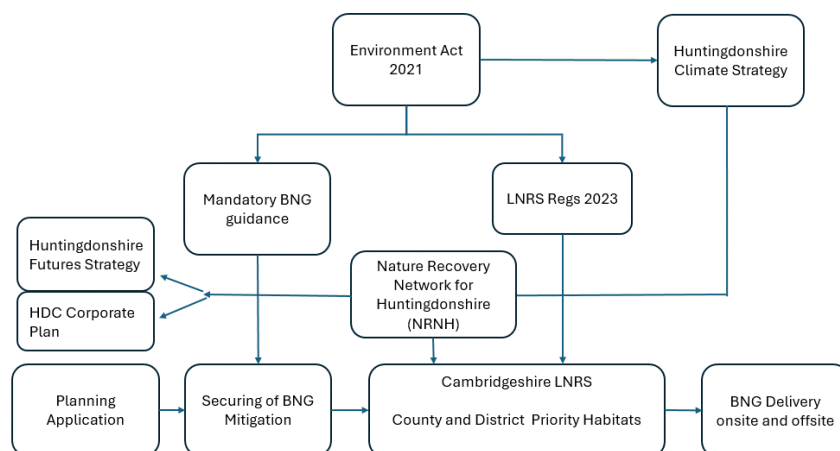 Environment Act
2021
Huntingdonshire
Climate Strategy
Mandatory BNG
guidance
LNRS Regs 2023
Huntingdonshire
Futures Strategy
Nature Recovery
Network for
Huntingdonshire
(NRNH)
HDC Corporate
Plan
Planning
Application
Securing of BNG
Mitigation
Cambridgeshire LNRS
County and District Priority Habitats
BNG Delivery
onsite and offsite